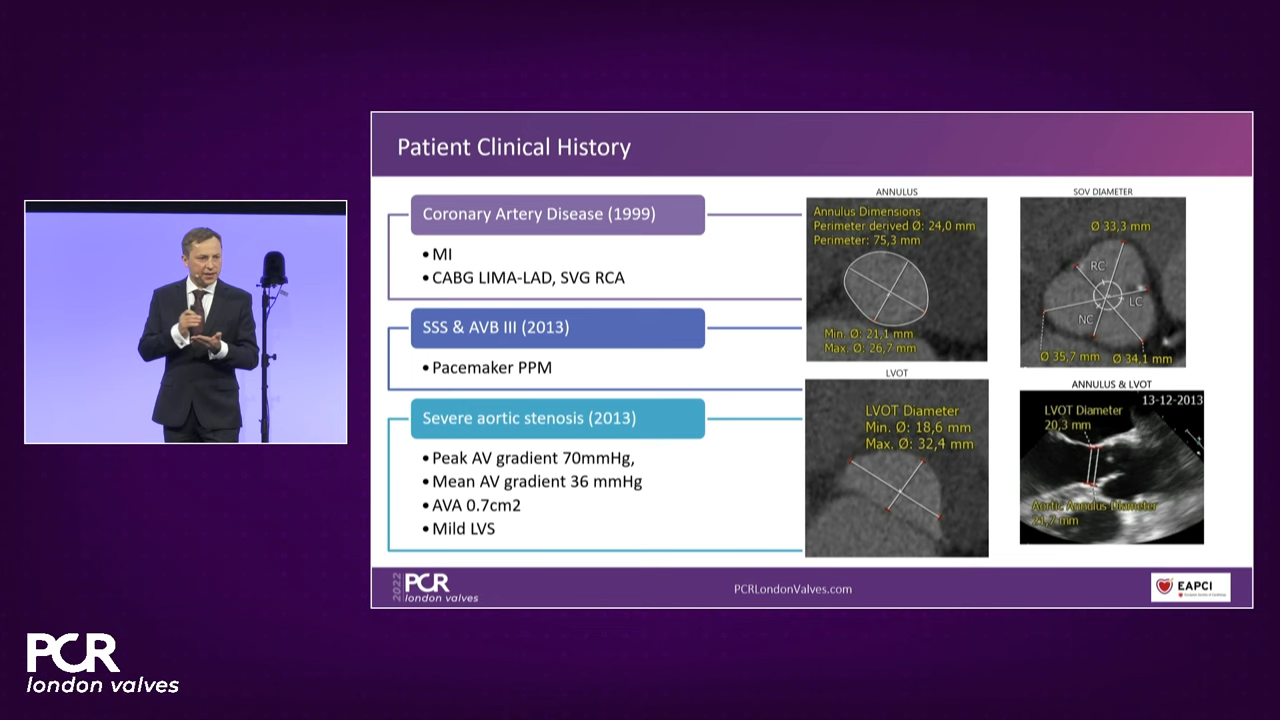 Patient Clinical History
Coronary Artery Disease (1999)
• MI
• CABG LIMA-LAD, SVG RCA
SSS & AVB III (2013)
• Pacemaker PPM
Severe aortic stenosis (2013)
• Peak AV gradient 70mmHg,
• Mean AV gradient 36 mmHg
• AVA 0.7cm2
• Mild LVS
ANNULUS
Annulus Dimensions
Perimeter derived Ø: 24,0 mm
Perimeter: 75,3 mm
Min. Ø: 21,1 mm
Max. Ø: 26,7 mm
SOV DIAMETER
Ø 33,3 mm
RC
LC
NC
Ø 35,7 mm Ø 34,1 mm
LVOT
LVOT Diameter
Min. Ø: 18,6 mm
Max. Ø: 32,4 mm
ANNULUS & LVOT
13-12-2013
LVOT Diameter
20,3 mm
Aortic Annulus Diameter
21,7 mm
2022
PCR
london valves
PCRLondonValves.com
EAPCI
PCR
london valves